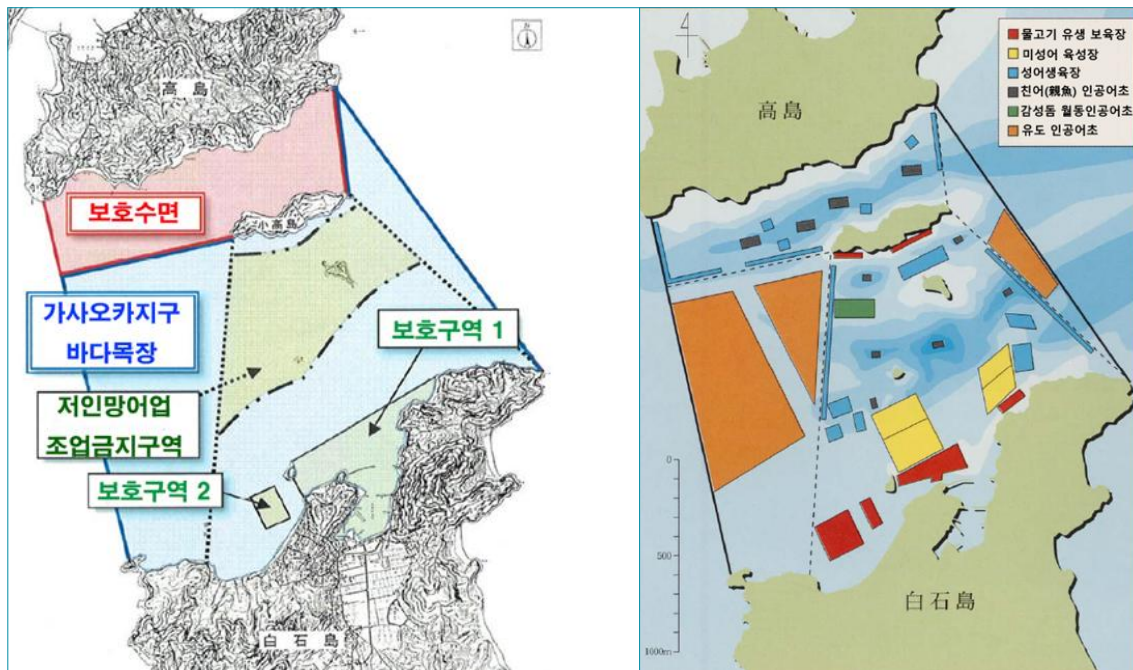 N
高島
보호수면
小高島
가사오카지구
바다목장
보호구역 1
저인망어업
조업금지구역
보호구역 2
白石島
4
물고기 유생 보육장
미성어 육성장
성어생육장
친어(親魚) 인공어초
감성돔 월동인공어초
유도 인공어초
高島
0
500
1000m
白石島